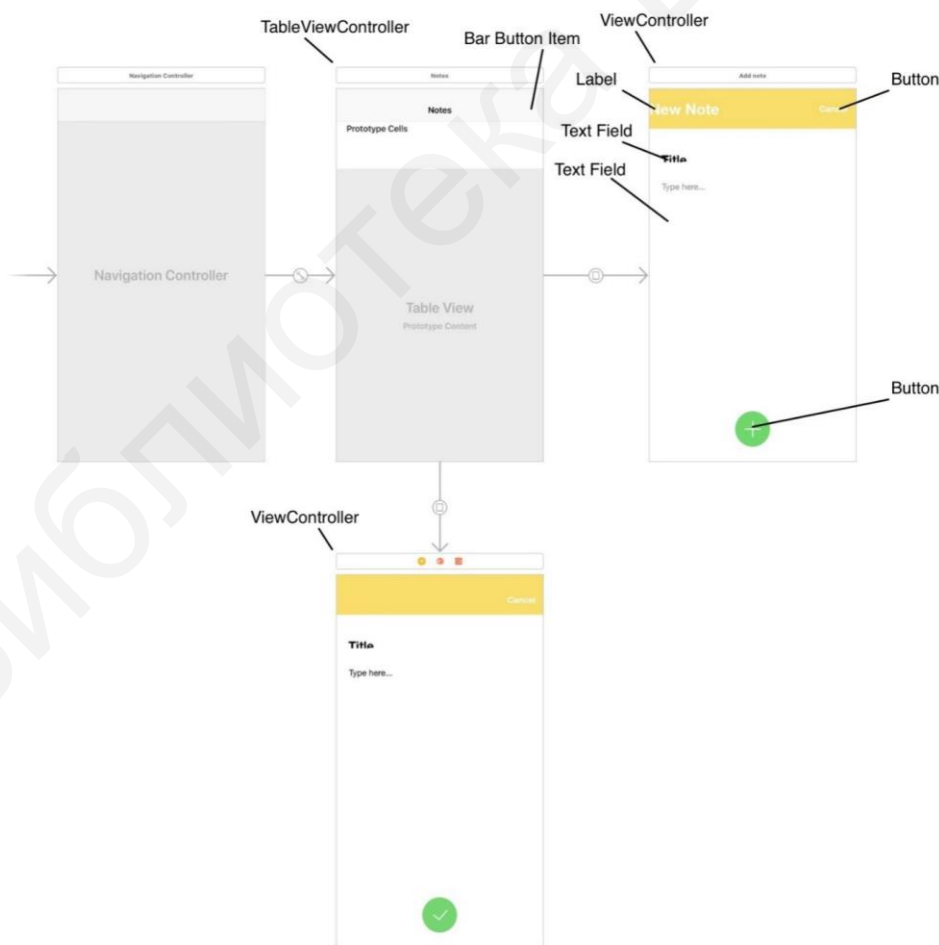 TableViewController
Bar Button Item
ViewController
Navigation Controller
Notes
Add note
Label
Button
Notes
New Note
Prototype Cells
Text Field
Title
Text Field
Type here...
Navigation Controller
Table View
Prototype Content
Button
ViewController
Cancel
Title
Type here...